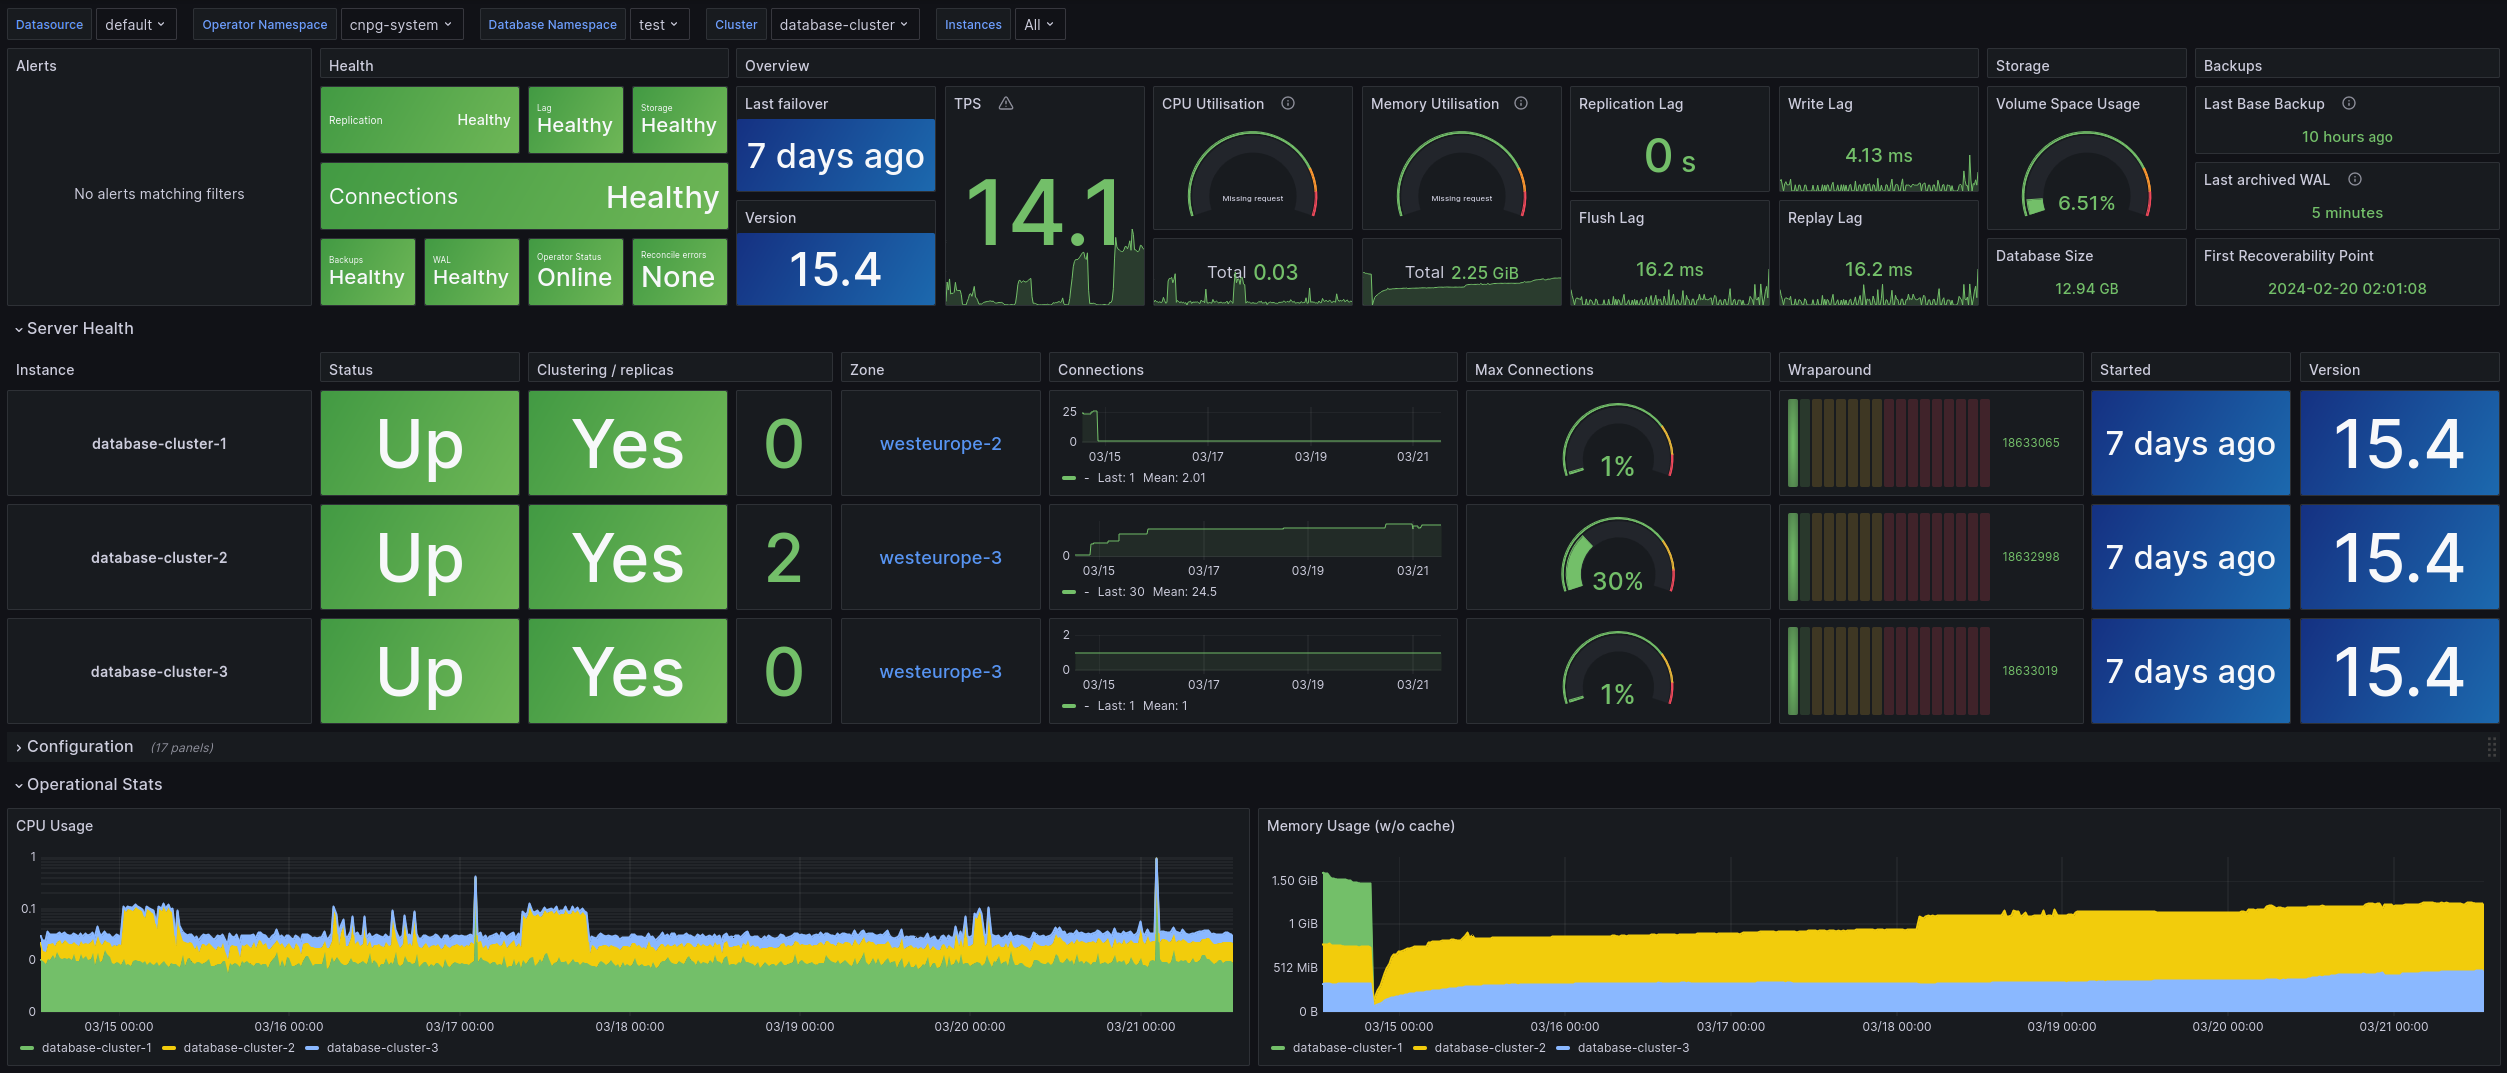 Datasource default Operator Namespace cnpg-system Database Namespace test Cluster database-cluster Instances All
Alerts
No alerts matching filters
Health
Replication Healthy
Lag
Healthy
Storage
Healthy
Connections Healthy
Backups
Healthy
WAL
Healthy
Operator Status
Online
Reconcile errors
None
Overview
Last failover
7 days ago
Version
15.4
TPS
14.1
CPU Utilisation
Missing request
Total 0.03
Memory Utilisation
Missing request
Total 2.25 GiB
Replication Lag
0 s
Write Lag
4.13 ms
Flush Lag
16.2 ms
Replay Lag
16.2 ms
Storage
Volume Space Usage
6.51%
Database Size
12.94 GB
Backups
Last Base Backup
10 hours ago
Last archived WAL
5 minutes
First Recoverability Point
2024-02-20 02:01:08
Server Health
Instance Status Clustering / replicas Zone Connections Max Connections Wraparound Started Version
database-cluster-1 Up Yes 0 westeurope-2
25
0
03/15 03/17 03/19 03/21
- Last: 1 Mean: 2.01
1%
18633065
7 days ago
15.4
database-cluster-2 Up Yes 2 westeurope-3
0
03/15 03/17 03/19 03/21
- Last: 30 Mean: 24.5
30%
18632998
7 days ago
15.4
database-cluster-3 Up Yes 0 westeurope-3
2
0
03/15 03/17 03/19 03/21
- Last: 1 Mean: 1
1%
18633019
7 days ago
15.4
Configuration (17 panels)
Operational Stats
CPU Usage
1
0.1
0
0
03/15 00:00 03/16 00:00 03/17 00:00 03/18 00:00 03/19 00:00 03/20 00:00 03/21 00:00
database-cluster-1 database-cluster-2 database-cluster-3
Memory Usage (w/o cache)
1.50 GiB
1 GiB
512 MiB
0 B
03/15 00:00 03/16 00:00 03/17 00:00 03/18 00:00 03/19 00:00 03/20 00:00 03/21 00:00
database-cluster-1 database-cluster-2 database-cluster-3